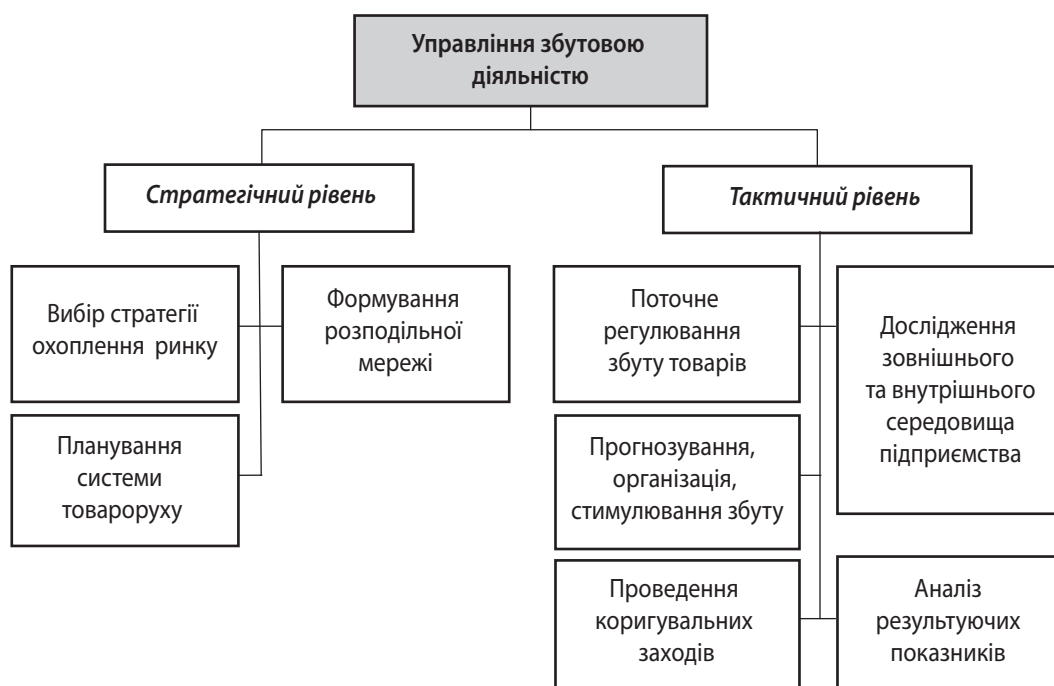 Управління збутовою
діяльністю
Стратегічний рівень
Тактичний рівень
Вибір стратегії
охоплення ринку
Формування
розподільної
мережі
Планування
системи
товароруху
Поточне
регулювання
збуту товарів
Дослідження
зовнішнього
та внутрішнього
середовища
підприємства
Прогнозування,
організація,
стимулювання збуту
Проведення
коригувальних
заходів
Аналіз
результуючих
показників